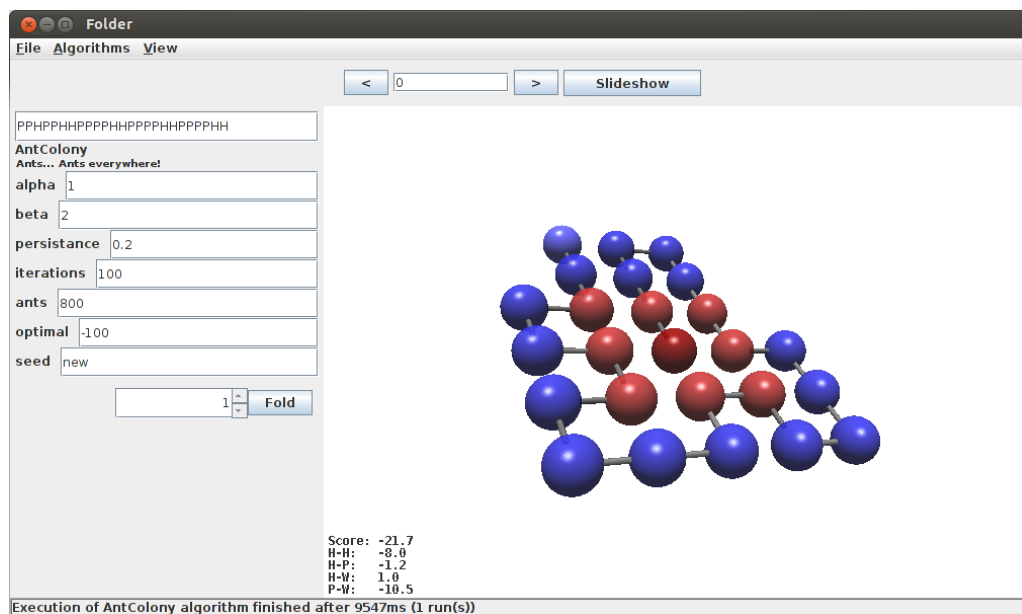 Folder
File Algorithms View
< 0 > Slideshow
PPHPPHHPPPPHHPPPPHHPPPPHH
AntColony
Ants... Ants everywhere!
alpha 1
beta 2
persistance 0.2
iterations 100
ants 800
optimal -100
seed new
1 Fold
Score: -21.7
H-H: -8.0
H-P: -1.2
H-W: 1.0
P-W: -10.5
Execution of AntColony algorithm finished after 9547ms (1 run(s))